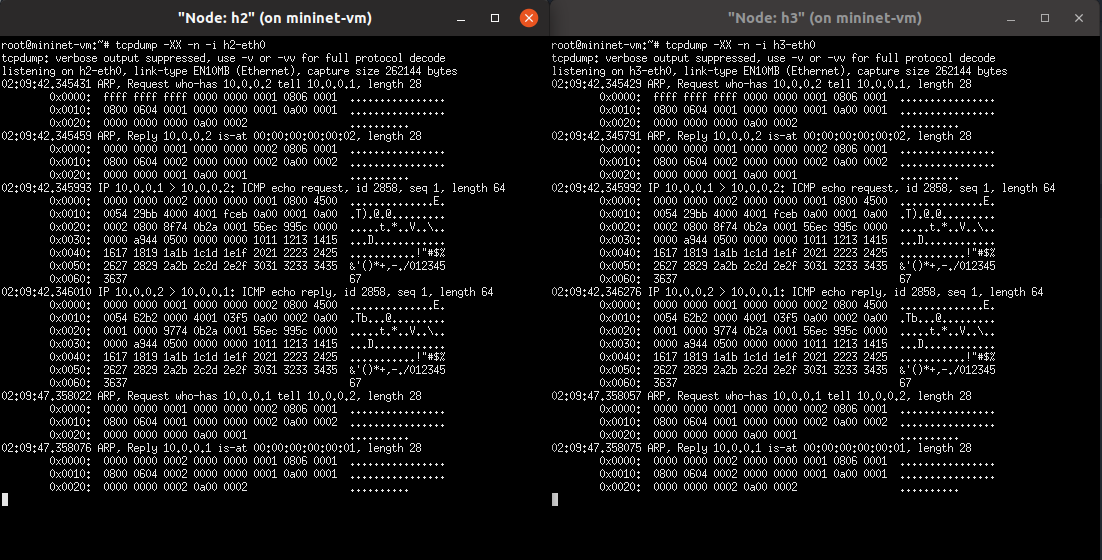 "Node: h2" (on mininet-vm)
root@mininet-vm:~# tcpdump -XX -n -i h2-eth0
tcpdump: verbose output suppressed, use -v or -vv for full protocol decode
listening on h2-eth0, link-type EN10MB (Ethernet), capture size 262144 bytes
02:09:42.345431 ARP, Request who-has 10.0.0.2 tell 10.0.0.1, length 28
0x0000:  ffff ffff ffff 0000 0000 0001 0806 0001  ................
0x0010:  0800 0604 0001 0000 0000 0001 0a00 0001  ................
0x0020:  0000 0000 0000 0a00 0002                 ..........
02:09:42.345459 ARP, Reply 10.0.0.2 is-at 00:00:00:00:00:02, length 28
0x0000:  0000 0000 0001 0000 0000 0002 0806 0001  ................
0x0010:  0800 0604 0002 0000 0000 0002 0a00 0002  ................
0x0020:  0000 0000 0001 0a00 0001                 ..........
02:09:42.345993 IP 10.0.0.1 > 10.0.0.2: ICMP echo request, id 2858, seq 1, length 64
0x0000:  0000 0000 0002 0000 0000 0001 0800 4500  ..............E.
0x0010:  0054 29bb 4000 4001 fceb 0a00 0001 0a00  .T).@.@.........
0x0020:  0002 0800 8f74 0b2a 0001 56ec 995c 0000  .....t.*..V..\..
0x0030:  0000 a944 0500 0000 0000 1011 1213 1415  ...D............
0x0040:  1617 1819 1a1b 1c1d 1e1f 2021 2223 2425  ...........!"#$%
0x0050:  2627 2829 2a2b 2c2d 2e2f 3031 3233 3435  &'()*+,-./012345
0x0060:  3637                                     67
02:09:42.346010 IP 10.0.0.2 > 10.0.0.1: ICMP echo reply, id 2858, seq 1, length 64
0x0000:  0000 0000 0001 0000 0000 0002 0800 4500  ..............E.
0x0010:  0054 62b2 0000 4001 03f5 0a00 0002 0a00  .Tb...@.........
0x0020:  0001 0000 9774 0b2a 0001 56ec 995c 0000  .....t.*..V..\..
0x0030:  0000 a944 0500 0000 0000 1011 1213 1415  ...D............
0x0040:  1617 1819 1a1b 1c1d 1e1f 2021 2223 2425  ...........!"#$%
0x0050:  2627 2829 2a2b 2c2d 2e2f 3031 3233 3435  &'()*+,-./012345
0x0060:  3637                                     67
02:09:47.358022 ARP, Request who-has 10.0.0.1 tell 10.0.0.2, length 28
0x0000:  0000 0000 0001 0000 0000 0002 0806 0001  ................
0x0010:  0800 0604 0001 0000 0000 0002 0a00 0002  ................
0x0020:  0000 0000 0000 0a00 0001                 ..........
02:09:47.358076 ARP, Reply 10.0.0.1 is-at 00:00:00:00:00:01, length 28
0x0000:  0000 0000 0002 0000 0000 0001 0806 0001  ................
0x0010:  0800 0604 0002 0000 0000 0001 0a00 0001  ................
0x0020:  0000 0000 0002 0a00 0002                 ..........
"Node: h3" (on mininet-vm)
root@mininet-vm:~# tcpdump -XX -n -i h3-eth0
tcpdump: verbose output suppressed, use -v or -vv for full protocol decode
listening on h3-eth0, link-type EN10MB (Ethernet), capture size 262144 bytes
02:09:42.345429 ARP, Request who-has 10.0.0.2 tell 10.0.0.1, length 28
0x0000:  ffff ffff ffff 0000 0000 0001 0806 0001  ................
0x0010:  0800 0604 0001 0000 0000 0001 0a00 0001  ................
0x0020:  0000 0000 0000 0a00 0002                 ..........
02:09:42.345791 ARP, Reply 10.0.0.2 is-at 00:00:00:00:00:02, length 28
0x0000:  0000 0000 0001 0000 0000 0002 0806 0001  ................
0x0010:  0800 0604 0002 0000 0000 0002 0a00 0002  ................
0x0020:  0000 0000 0001 0a00 0001                 ..........
02:09:42.345992 IP 10.0.0.1 > 10.0.0.2: ICMP echo request, id 2858, seq 1, length 64
0x0000:  0000 0000 0002 0000 0000 0001 0800 4500  ..............E.
0x0010:  0054 29bb 4000 4001 fceb 0a00 0001 0a00  .T).@.@.........
0x0020:  0002 0800 8f74 0b2a 0001 56ec 995c 0000  .....t.*..V..\..
0x0030:  0000 a944 0500 0000 0000 1011 1213 1415  ...D............
0x0040:  1617 1819 1a1b 1c1d 1e1f 2021 2223 2425  ...........!"#$%
0x0050:  2627 2829 2a2b 2c2d 2e2f 3031 3233 3435  &'()*+,-./012345
0x0060:  3637                                     67
02:09:42.346276 IP 10.0.0.2 > 10.0.0.1: ICMP echo reply, id 2858, seq 1, length 64
0x0000:  0000 0000 0001 0000 0000 0002 0800 4500  ..............E.
0x0010:  0054 62b2 0000 4001 03f5 0a00 0002 0a00  .Tb...@.........
0x0020:  0001 0000 9774 0b2a 0001 56ec 995c 0000  .....t.*..V..\..
0x0030:  0000 a944 0500 0000 0000 1011 1213 1415  ...D............
0x0040:  1617 1819 1a1b 1c1d 1e1f 2021 2223 2425  ...........!"#$%
0x0050:  2627 2829 2a2b 2c2d 2e2f 3031 3233 3435  &'()*+,-./012345
0x0060:  3637                                     67
02:09:47.358057 ARP, Request who-has 10.0.0.1 tell 10.0.0.2, length 28
0x0000:  0000 0000 0001 0000 0000 0002 0806 0001  ................
0x0010:  0800 0604 0001 0000 0000 0002 0a00 0002  ................
0x0020:  0000 0000 0000 0a00 0001                 ..........
02:09:47.358075 ARP, Reply 10.0.0.1 is-at 00:00:00:00:00:01, length 28
0x0000:  0000 0000 0002 0000 0000 0001 0806 0001  ................
0x0010:  0800 0604 0002 0000 0000 0001 0a00 0001  ................
0x0020:  0000 0000 0002 0a00 0002                 ..........